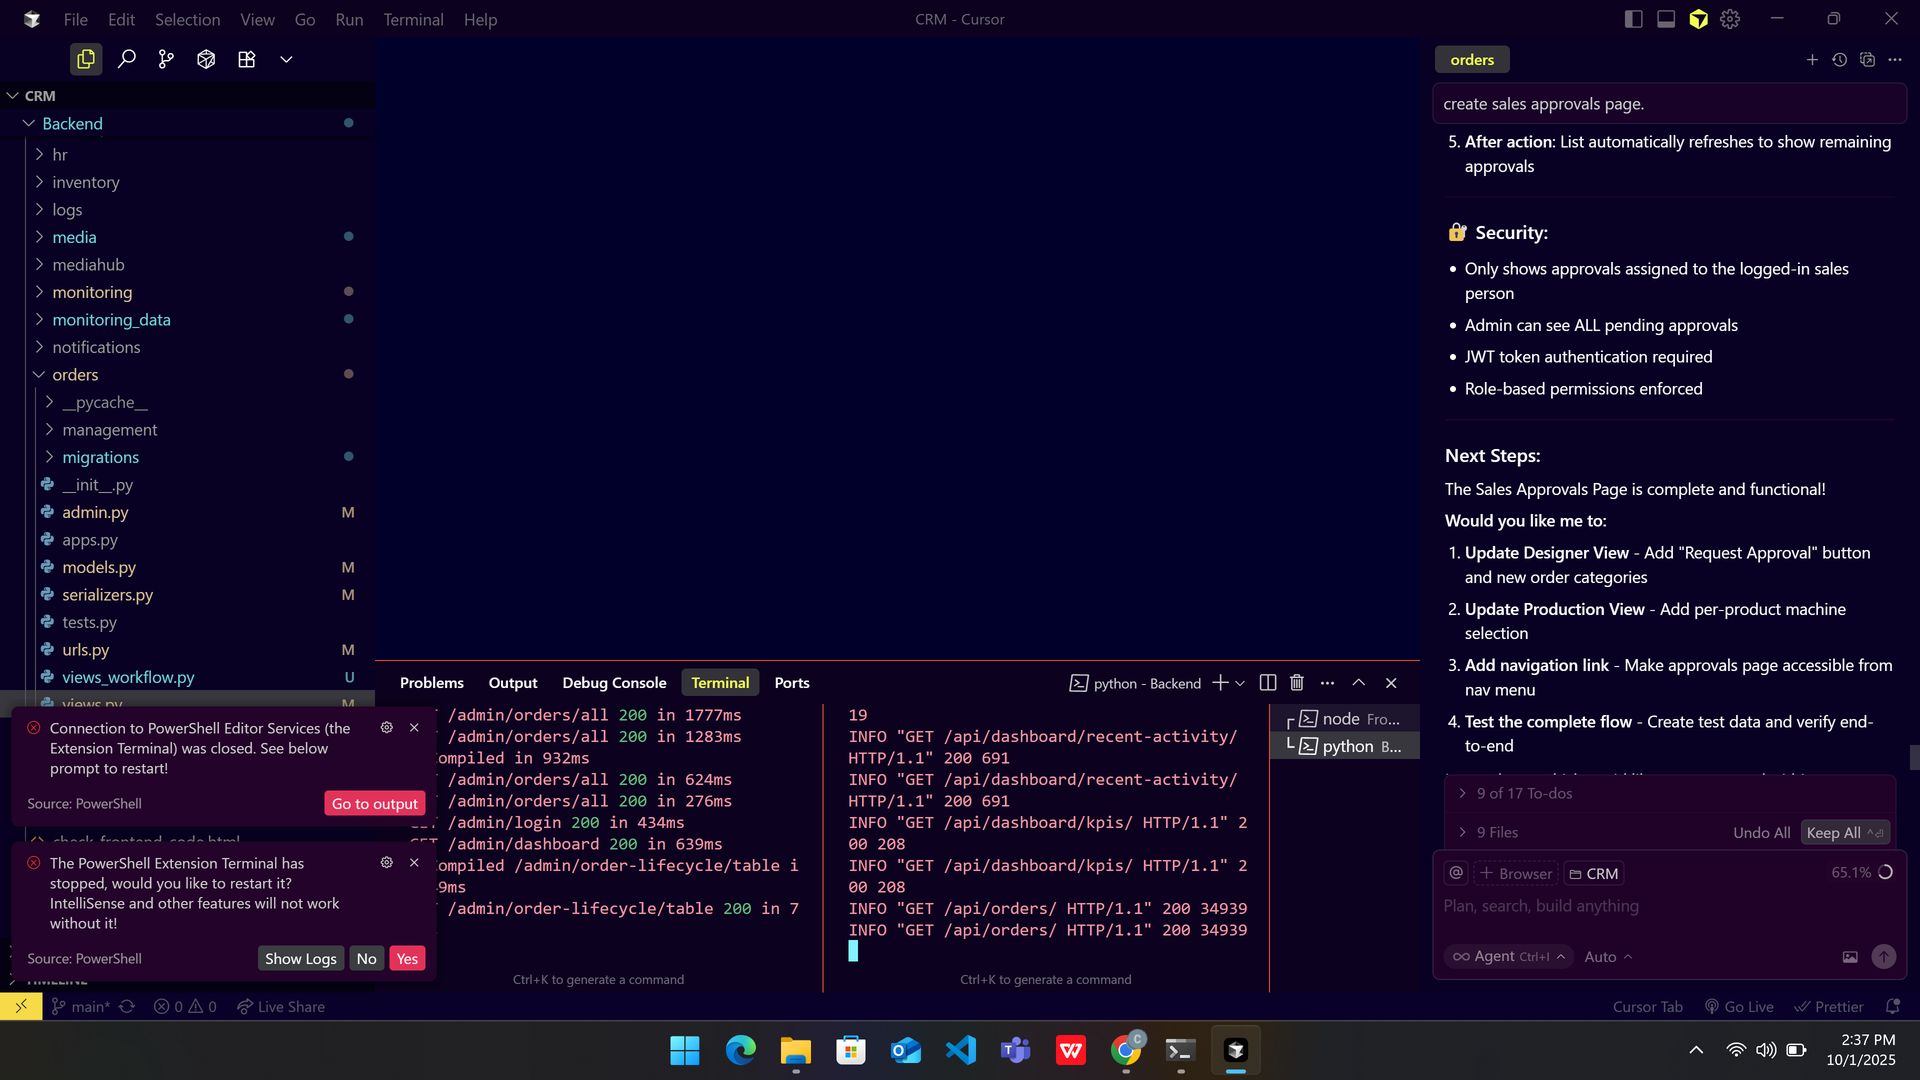 File Edit Selection View Go Run Terminal Help
CRM - Cursor
CRM
Backend
hr
inventory
logs
media
mediahub
monitoring
monitoring_data
notifications
orders
__pycache__
management
migrations
__init__.py
admin.py M
apps.py
models.py M
serializers.py M
tests.py
urls.py M
views_workflow.py U
views.py M
Connection to PowerShell Editor Services (the
Extension Terminal) was closed. See below
prompt to restart!
Source: PowerShell
Go to output
check_frontend_code.html
The PowerShell Extension Terminal has
stopped, would you like to restart it?
IntelliSense and other features will not work
without it!
Source: PowerShell
Show Logs No Yes
TIMELINE
Problems Output Debug Console Terminal Ports
python - Backend
/admin/orders/all 200 in 1777ms
/admin/orders/all 200 in 1283ms
ompiled in 932ms
/admin/orders/all 200 in 624ms
/admin/orders/all 200 in 276ms
/admin/login 200 in 434ms
GET /admin/dashboard 200 in 639ms
ompiled /admin/order-lifecycle/table i
9ms
/admin/order-lifecycle/table 200 in 7
Ctrl+K to generate a command
19
INFO "GET /api/dashboard/recent-activity/
HTTP/1.1" 200 691
INFO "GET /api/dashboard/recent-activity/
HTTP/1.1" 200 691
INFO "GET /api/dashboard/kpis/ HTTP/1.1" 2
00 208
INFO "GET /api/dashboard/kpis/ HTTP/1.1" 2
00 208
INFO "GET /api/orders/ HTTP/1.1" 200 34939
INFO "GET /api/orders/ HTTP/1.1" 200 34939
Ctrl+K to generate a command
node Fro...
python B...
orders
create sales approvals page.
5. After action: List automatically refreshes to show remaining
approvals
🔐 Security:
• Only shows approvals assigned to the logged-in sales
person
• Admin can see ALL pending approvals
• JWT token authentication required
• Role-based permissions enforced
Next Steps:
The Sales Approvals Page is complete and functional!
Would you like me to:
1. Update Designer View - Add "Request Approval" button
and new order categories
2. Update Production View - Add per-product machine
selection
3. Add navigation link - Make approvals page accessible from
nav menu
4. Test the complete flow - Create test data and verify end-
to-end
9 of 17 To-dos
9 Files Undo All Keep All
@ + Browser CRM 65.1%
Plan, search, build anything
Agent Ctrl+I Auto
main* 0 0 Live Share
Cursor Tab Go Live Prettier
C
2:37 PM
10/1/2025